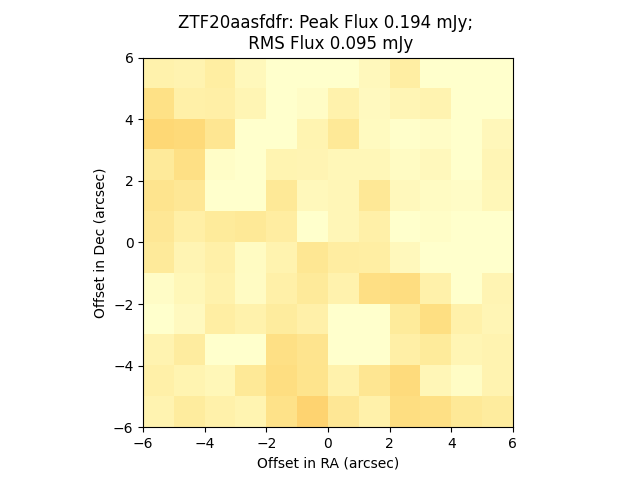 ZTF20aasfdfr: Peak Flux 0.194 mJy;
RMS Flux 0.095 mJy
6
4
2
0
−2
−4
−6
Offset in Dec (arcsec)
−6 −4 −2 0 2 4 6
Offset in RA (arcsec)